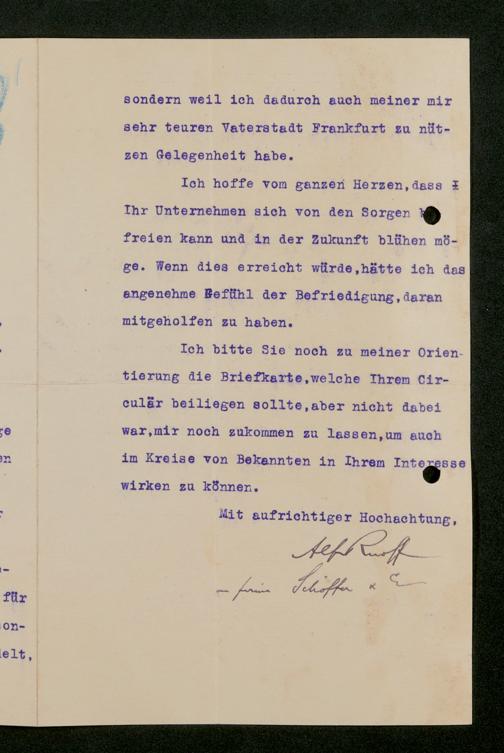 sondern weil ich dadurch auch meiner mir
sehr teuren Vaterstadt Frankfurt zu nüt-
zen Gelegenheit habe.
Ich hoffe vom ganzen Herzen,dass I
Ihr Unternehmen sich von den Sorgen
freien kann und in der Zukunft blühen mö-
ge. Wenn dies erreicht würde,hätte ich das
angenehme Gefühl der Befriedigung,daran
mitgeholfen zu haben.
Ich bitte Sie noch zu meiner Orien-
tierung die Briefkarte,welche Ihrem Cir-
culär beiliegen sollte,aber nicht dabei
war,mir noch zukommen zu lassen,um auch
im Kreise von Bekannten in Ihrem Interesse
wirken zu können.
Mit aufrichtiger Hochachtung,
Schöffer &
ge
en
für
on-
delt,